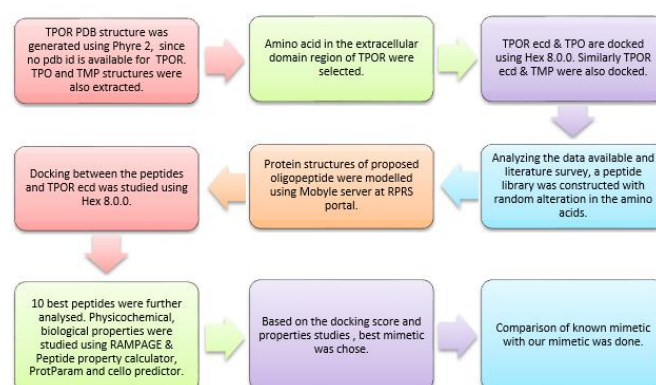 TPOR PDB structure was
generated using Phyre 2, since
no pdb id is available for TPOR.
TPO and TMP structures were
also extracted.
Amino acid in the extracellular
domain region of TPOR were
selected.
TPOR ecd & TPO are docked
using Hex 8.0.0. Similarly TPOR
ecd & TMP were also docked.
Analyzing the data available and
literature survey, a peptide
library was constructed with
random alteration in the amino
acids.
Protein structures of proposed
oligopeptide were modelled
using Mobyle server at RPRS
portal.
Docking between the peptides
and TPOR ecd was studied using
Hex 8.0.0.
10 best peptides were further
analysed. Physicochemical,
biological properties were
studied using RAMPAGE &
Peptide property calculator,
ProtParam and cello predictor.
Based on the docking score and
properties studies , best mimetic
was chose.
Comparison of known mimetic
with our mimetic was done.